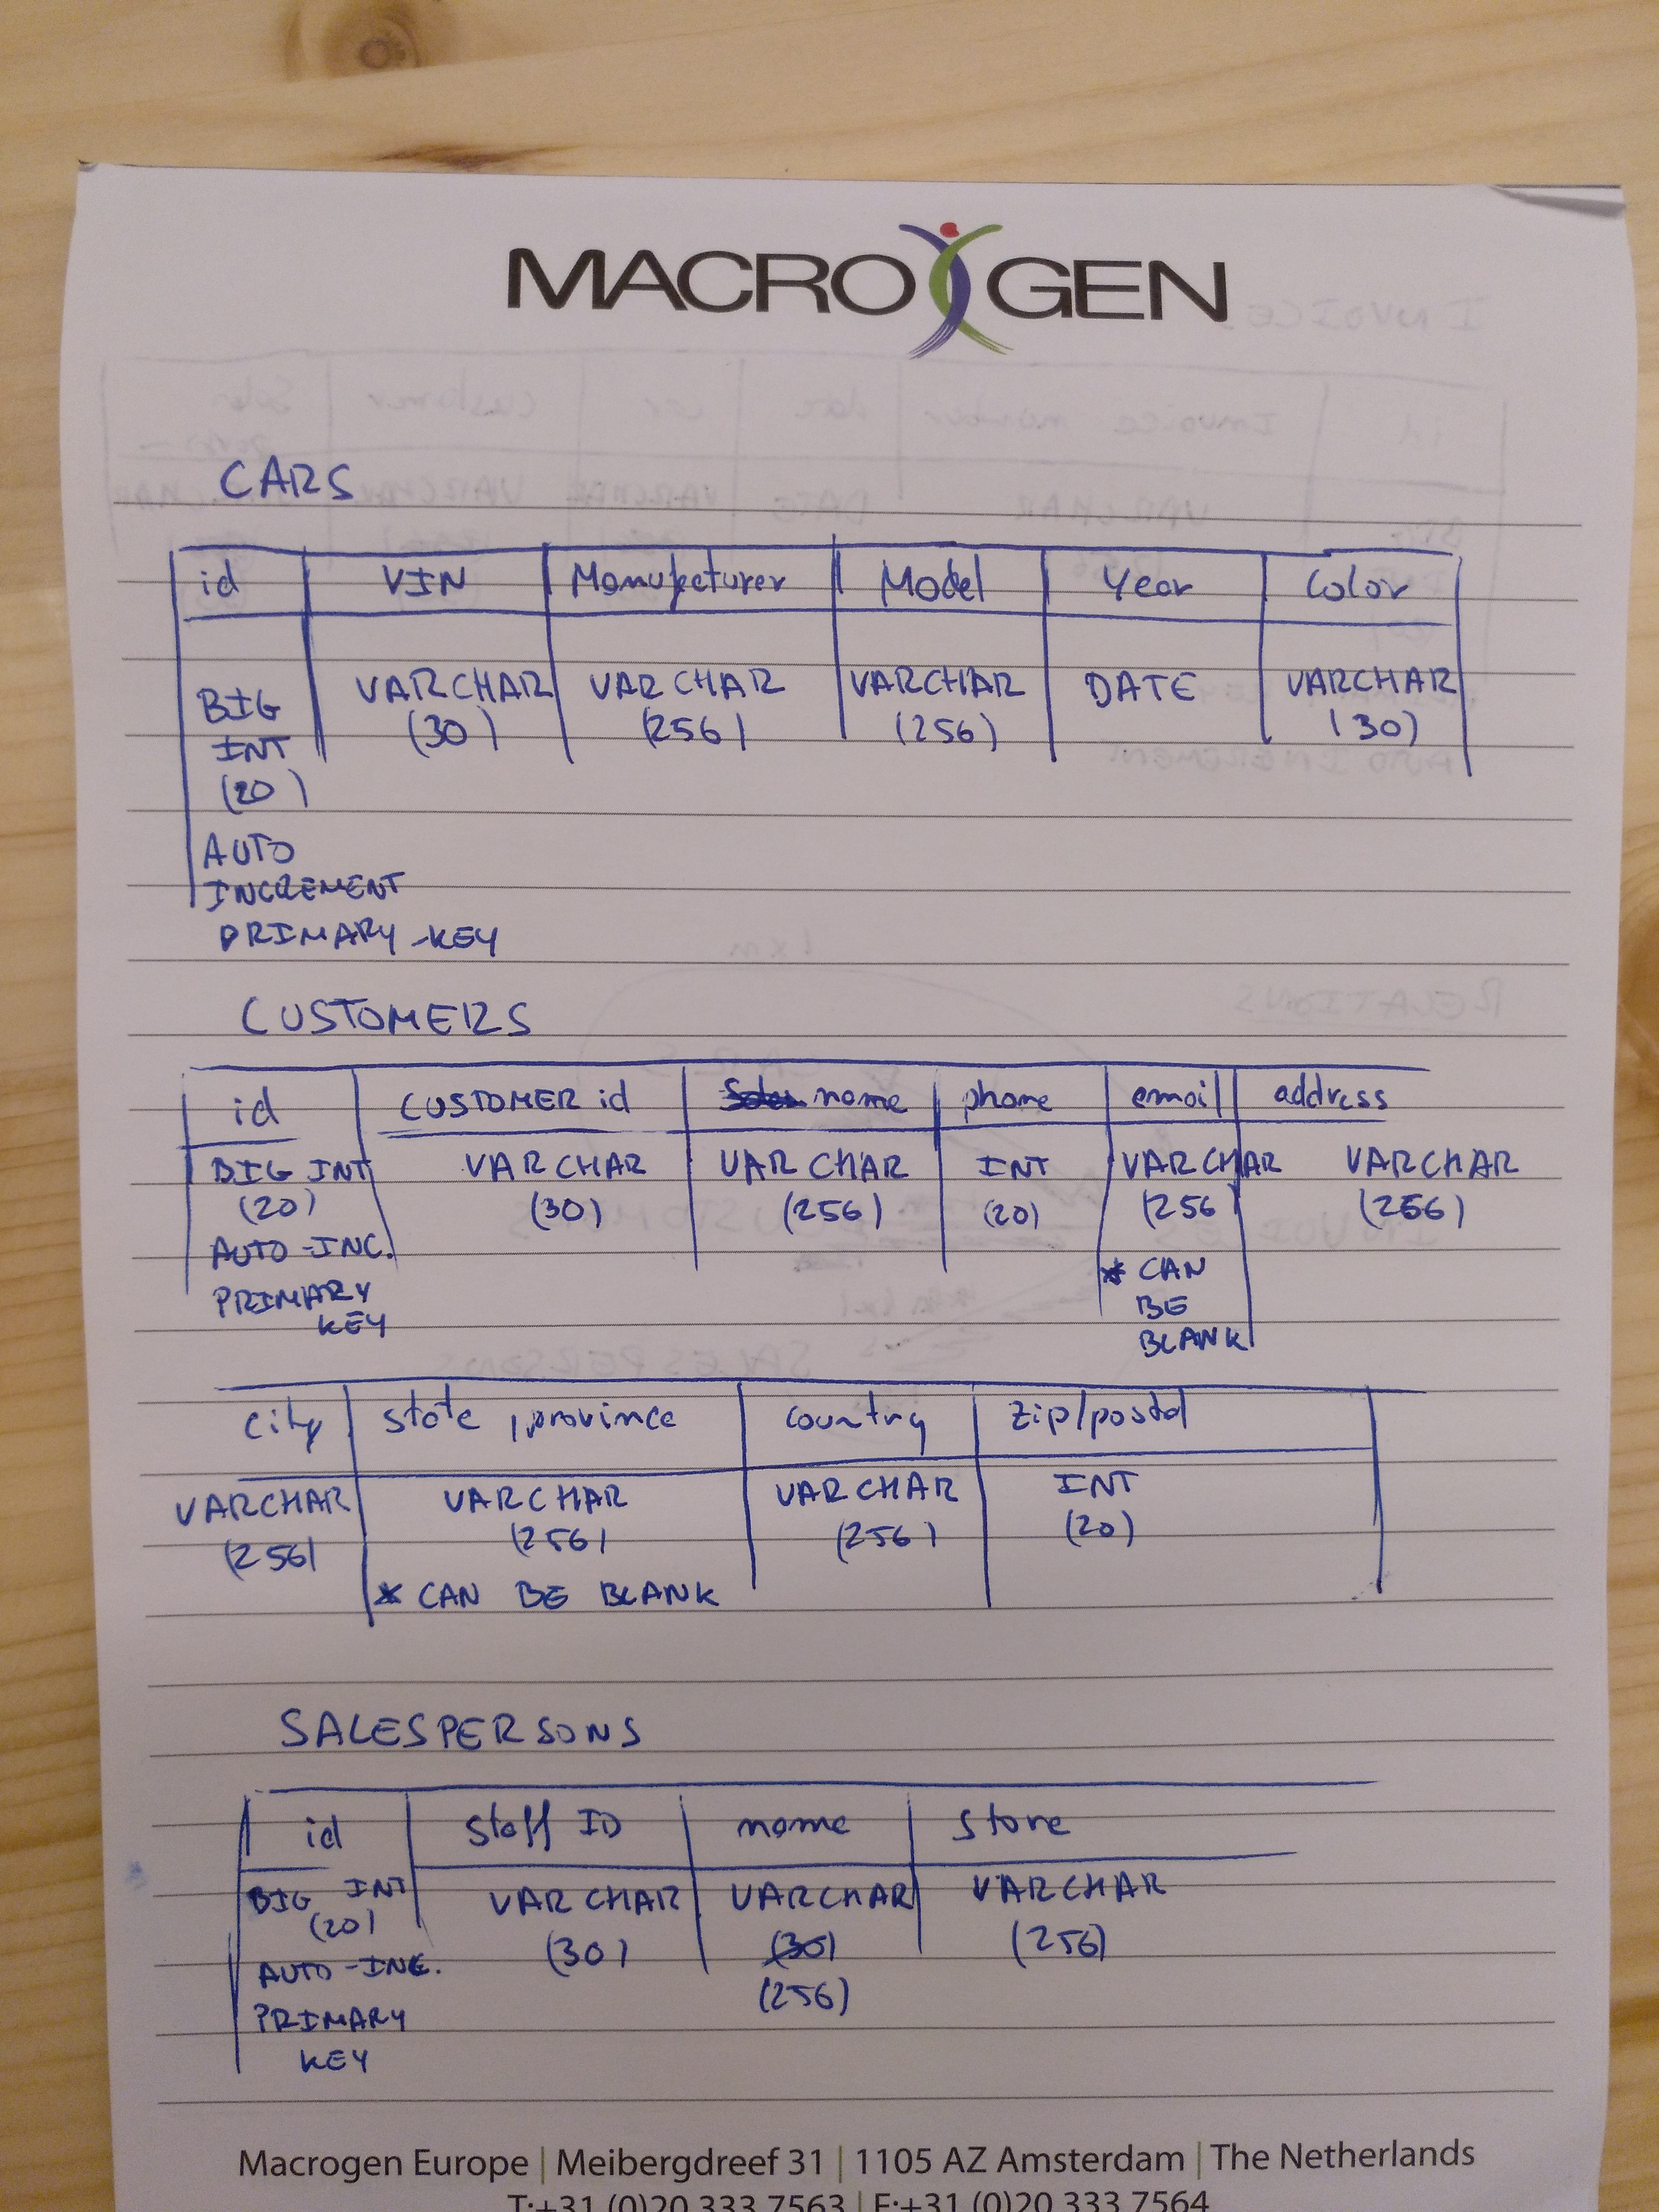 MACROGEN
CARS
id VIN Manufacturer Model Year Color
BIG INT (20) AUTO INCREMENT PRIMARY-KEY
VARCHAR (30)
VARCHAR (256)
VARCHAR (256)
DATE
VARCHAR (30)
CUSTOMERS
id CUSTOMER id name phone email address
BIG INT (20) AUTO-INC. PRIMARY KEY
VARCHAR (30)
VARCHAR (256)
INT (20)
VARCHAR (256) * CAN BE BLANK
VARCHAR (256)
city state, province country zip/postal
VARCHAR (256)
VARCHAR (256) * CAN BE BLANK
VARCHAR (256)
INT (20)
SALESPERSONS
id staff ID name store
BIG INT (20) AUTO-INC. PRIMARY KEY
VARCHAR (30)
VARCHAR (30) (256)
VARCHAR (256)
Macrogen Europe | Meibergdreef 31 | 1105 AZ Amsterdam | The Netherlands
T:+31 (0)20 333 7563 | F:+31 (0)20 333 7564